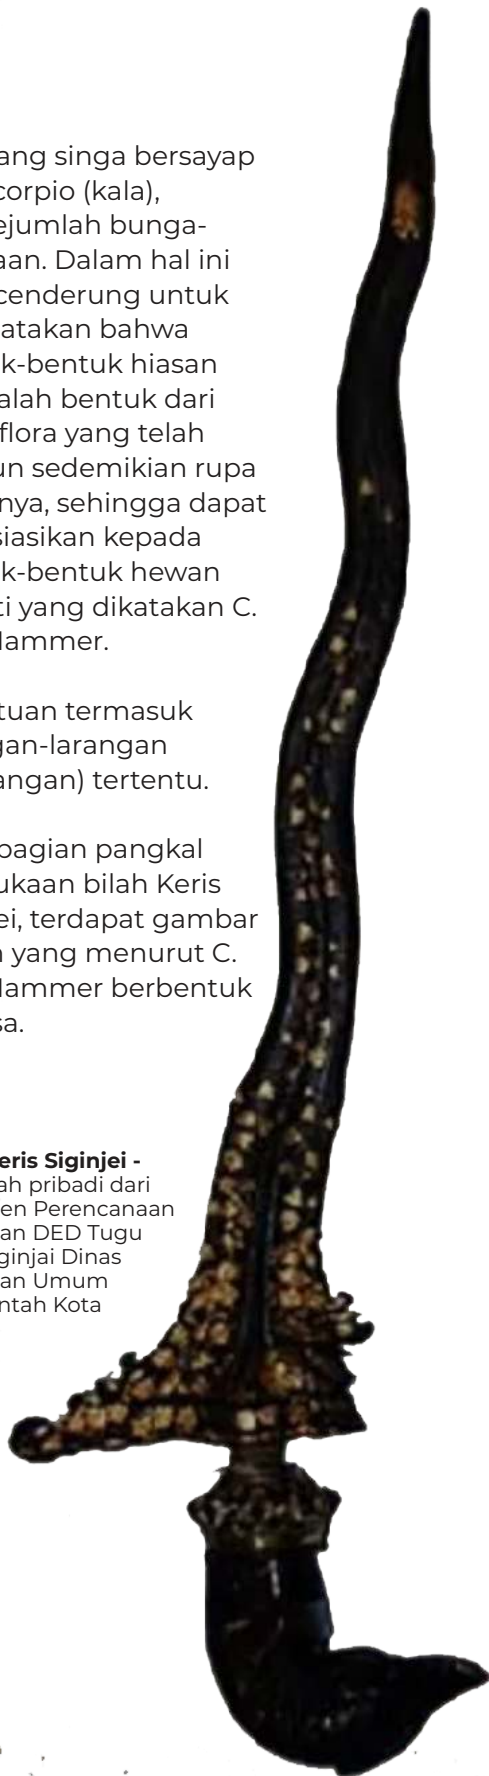 ang singa bersayap
corpio (kala),
ejumlah bunga-
aan. Dalam hal ini
cenderung untuk
atakan bahwa
k-bentuk hiasan
alah bentuk dari
flora yang telah
un sedemikian rupa
nya, sehingga dapat
siasikan kepada
k-bentuk hewan
ti yang dikatakan C.
Hammer.
tuan termasuk
gan-larangan
angan) tertentu.
bagian pangkal
ukaan bilah Keris
ei, terdapat gambar
n yang menurut C.
Hammer berbentuk
sa.
eris Siginjei -
ah pribadi dari
en Perencanaan
an DED Tugu
ginjai Dinas
an Umum
ntah Kota